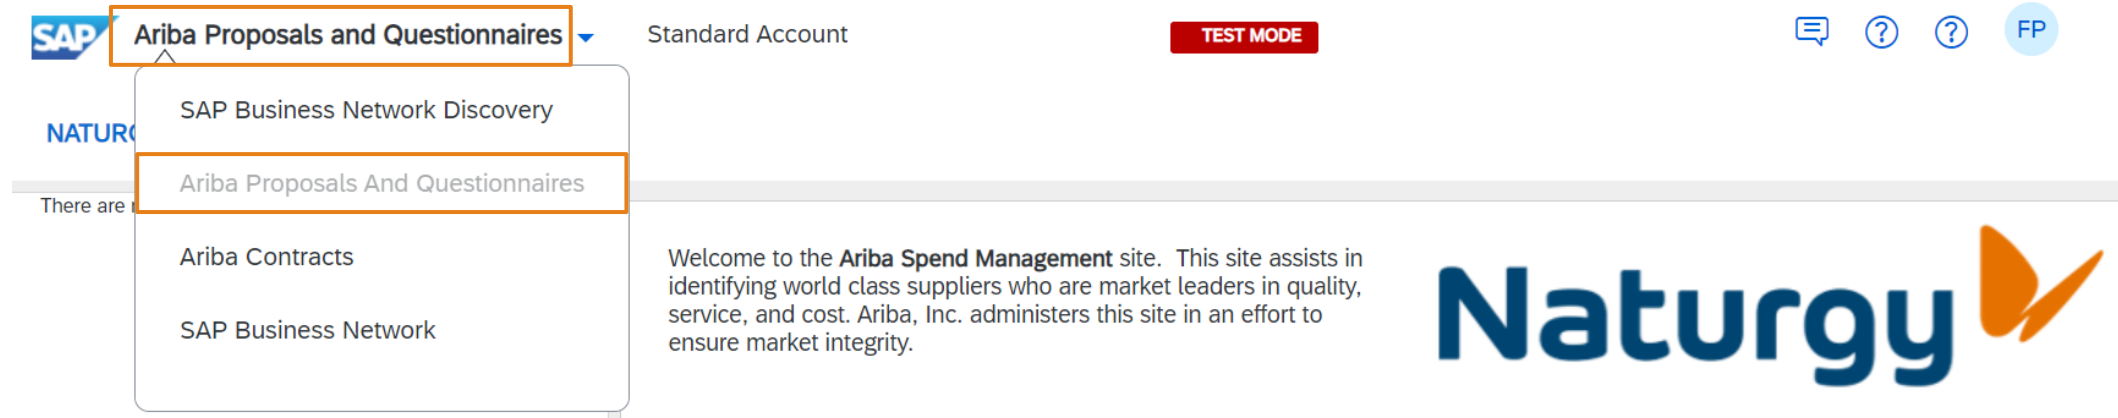 SAP Ariba Proposals and Questionnaires Standard Account TEST MODE ? ? FP
SAP Business Network Discovery
NATURG
Ariba Proposals And Questionnaires
There are
Ariba Contracts
SAP Business Network
Welcome to the Ariba Spend Management site. This site assists in
identifying world class suppliers who are market leaders in quality,
service, and cost. Ariba, Inc. administers this site in an effort to
ensure market integrity.
Naturgy